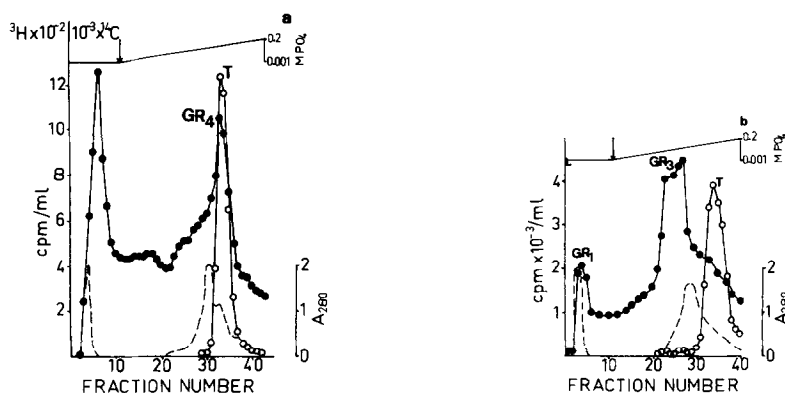 a
³H×10⁻² 10⁻³×¹⁴C
0.2
0.001
M PO₄
T
GR₄
12
10
8
6
4
2
cpm/ml
2
1
0
A₂₈₀
10 20 30 40
FRACTION NUMBER
b
0.2
0.001
M PO₄
GR₃
T
GR₁
4
3
2
1
cpm×10⁻³/ml
2
1
0
A₂₈₀
10 20 30 40
FRACTION NUMBER